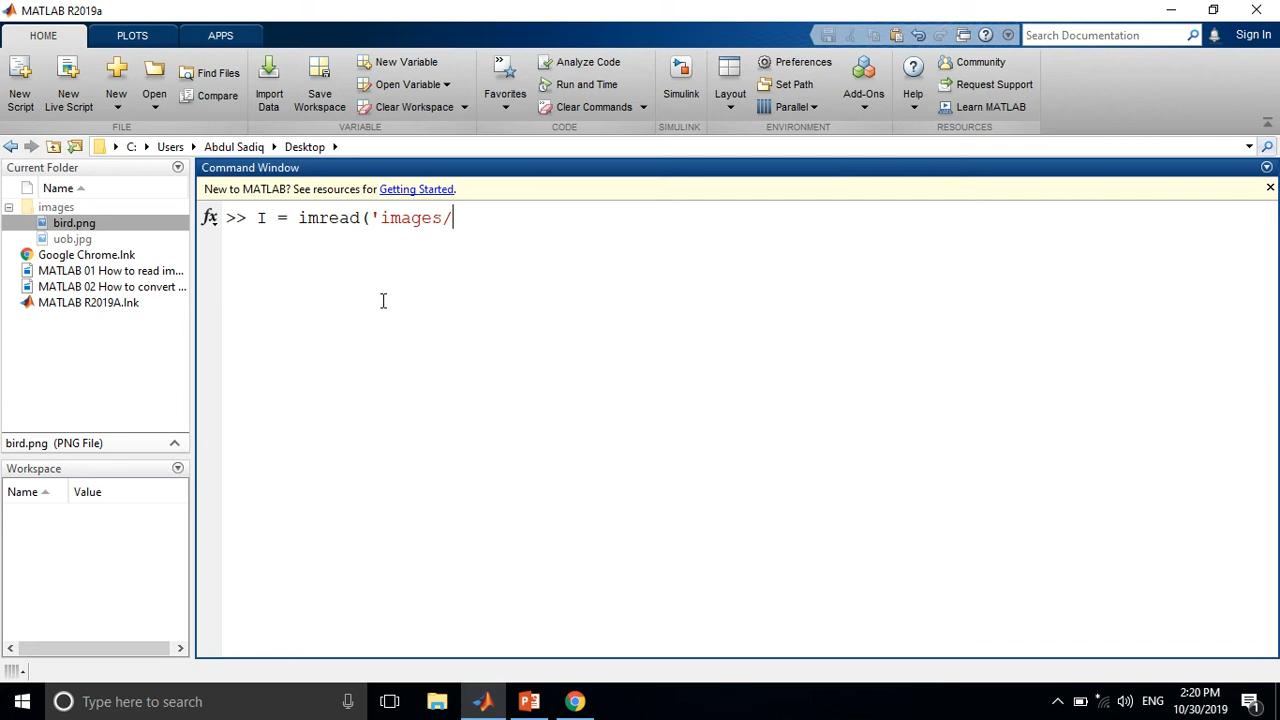 MATLAB R2019a
HOME PLOTS APPS Search Documentation Sign In
New Script New Live Script New Open Find Files Compare Import Data Save Workspace New Variable Open Variable Clear Workspace Favorites Analyze Code Run and Time Clear Commands Simulink Layout Preferences Set Path Parallel Add-Ons Help Community Request Support Learn MATLAB
FILE VARIABLE CODE SIMULINK ENVIRONMENT RESOURCES
C: Users Abdul Sadiq Desktop
Current Folder
Name
images
bird.png
uob.jpg
Google Chrome.lnk
MATLAB 01 How to read im...
MATLAB 02 How to convert ...
MATLAB R2019A.lnk
bird.png (PNG File)
Workspace
Name Value
Command Window
New to MATLAB? See resources for Getting Started.
fx >> I = imread('images/
Type here to search
ENG
2:20 PM
10/30/2019
1